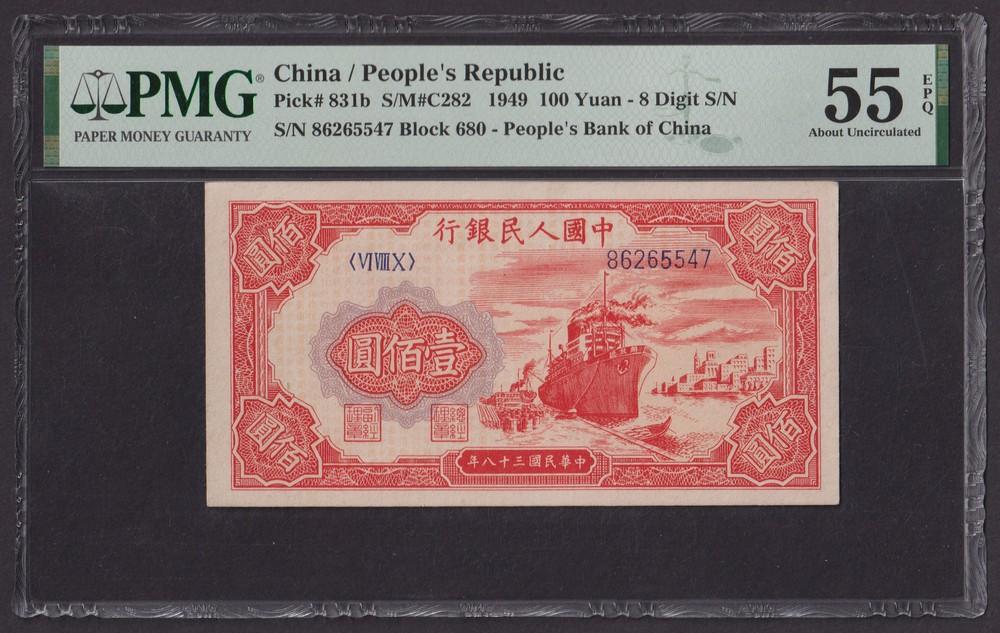 PMG®
PAPER MONEY GUARANTY
China / People's Republic
Pick# 831b S/M#C282 1949 100 Yuan - 8 Digit S/N
S/N 86265547 Block 680 - People's Bank of China
55
About Uncirculated
EPQ
行銀民人國中
〈VI VIII X〉
86265547
圓佰
圓佰
圓佰壹
圓佰
圓佰
年八十三國民華中